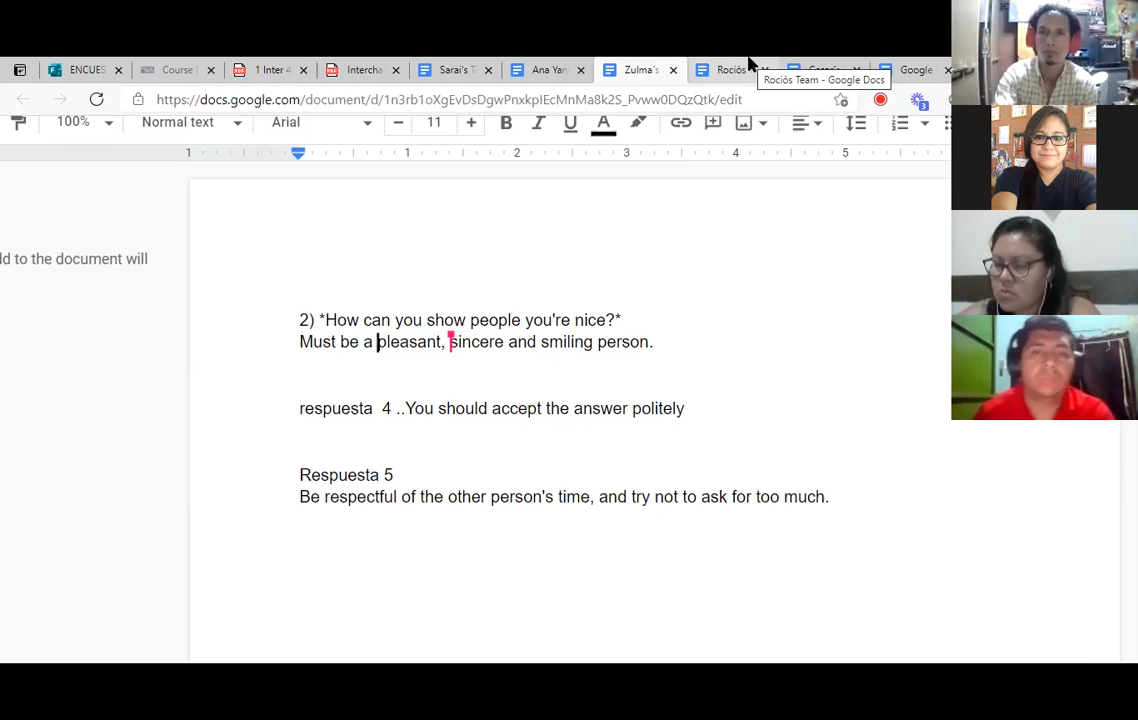 ENCUES
Course |
1 Inter 4
Intercha
Sarai's T
Ana Yan
Zulma´s
Rociós
Google
Rociós Team - Google Docs
https://docs.google.com/document/d/1n3rb1oXgEvDsDgwPnxkpIEcMnMa8k2S_Pvww0DQzQtk/edit
100%
Normal text
Arial
11
B I U A
1 1 2 3 4 5
ld to the document will
2) *How can you show people you're nice?*
Must be a pleasant, sincere and smiling person.
respuesta 4 ..You should accept the answer politely
Respuesta 5
Be respectful of the other person's time, and try not to ask for too much.